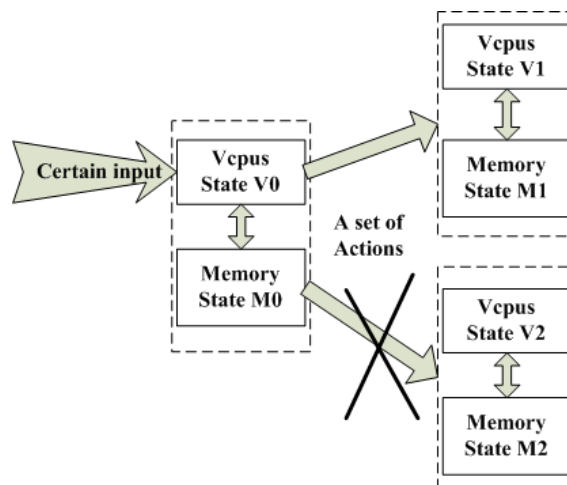 Certain input
Vcpus
State V0
Memory
State M0
A set of
Actions
Vcpus
State V1
Memory
State M1
Vcpus
State V2
Memory
State M2